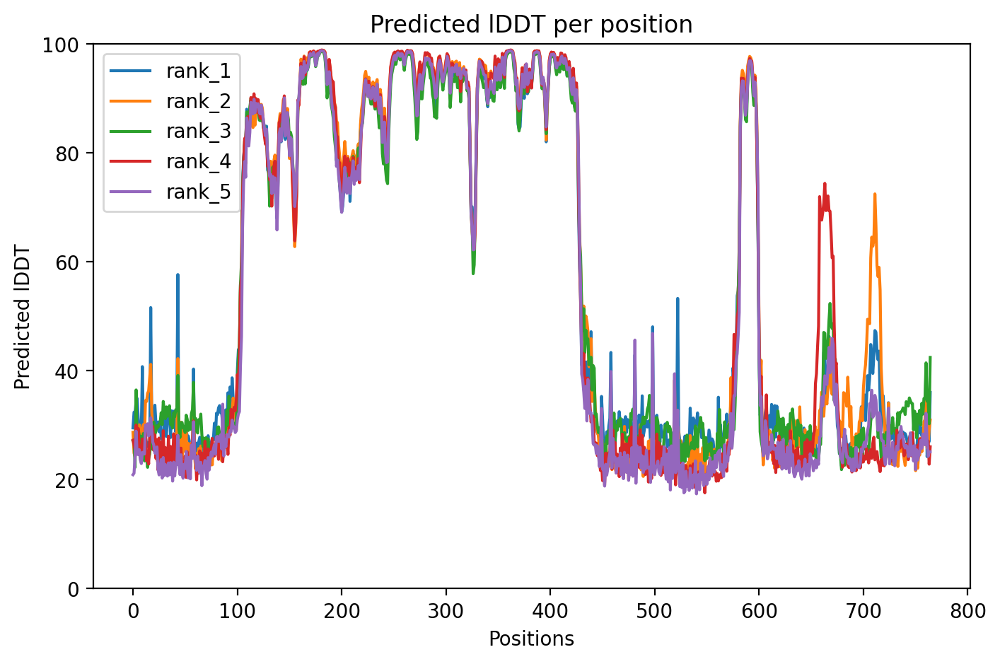 Predicted lDDT per position
rank_1
rank_2
rank_3
rank_4
rank_5
Predicted lDDT
100
80
60
40
20
0
0 100 200 300 400 500 600 700 800
Positions